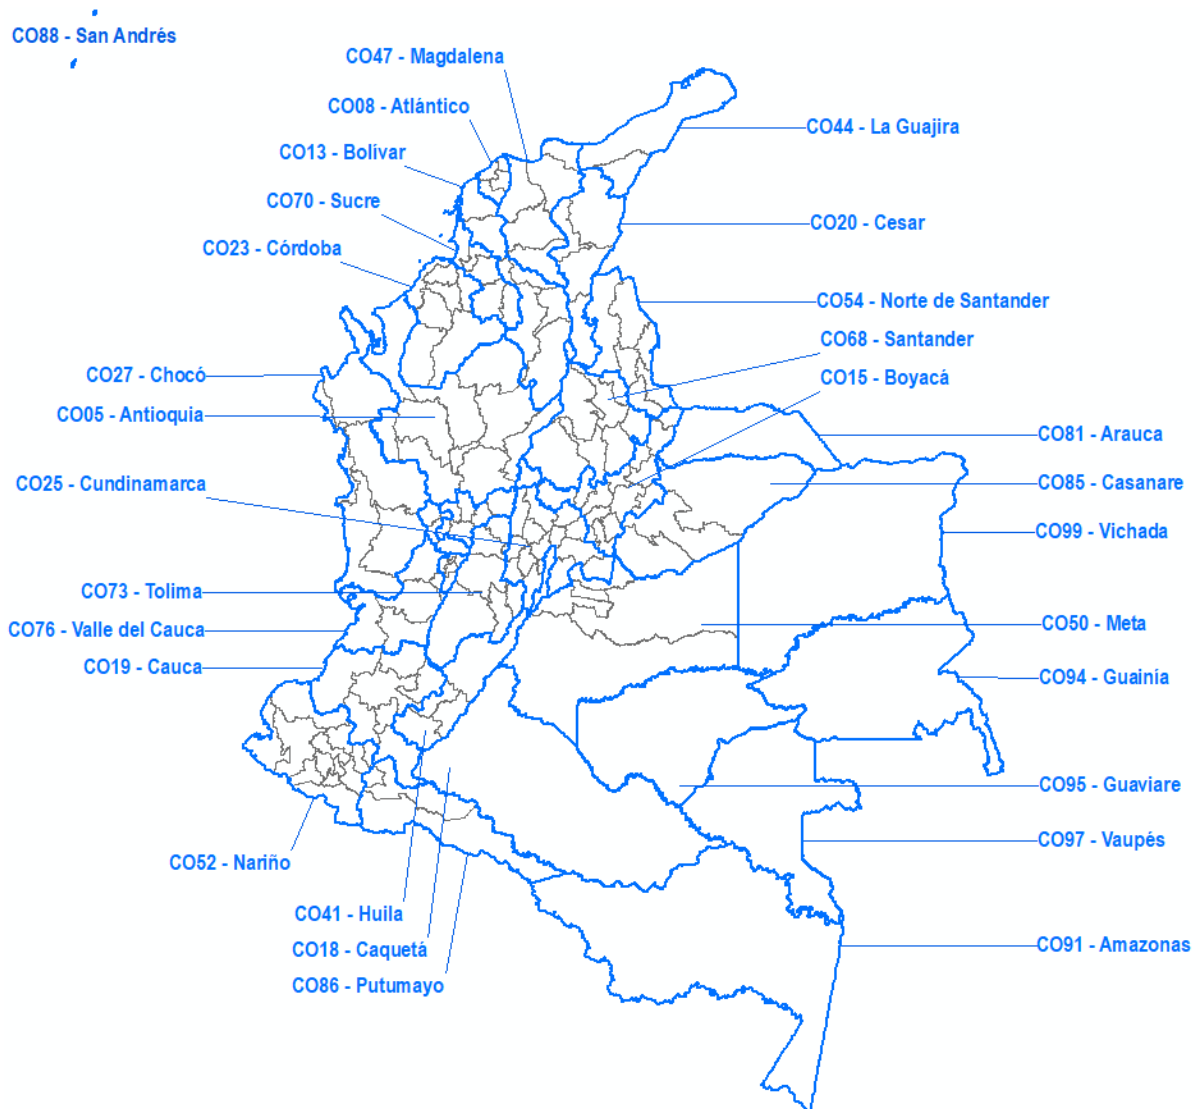 CO88 - San Andrés
CO47 - Magdalena
CO08 - Atlántico
CO44 - La Guajira
CO13 - Bolívar
CO70 - Sucre
CO20 - Cesar
CO23 - Córdoba
CO54 - Norte de Santander
CO68 - Santander
CO27 - Chocó
CO15 - Boyacá
CO05 - Antioquia
CO81 - Arauca
CO25 - Cundinamarca
CO85 - Casanare
CO99 - Vichada
CO73 - Tolima
CO50 - Meta
CO76 - Valle del Cauca
CO19 - Cauca
CO94 - Guainía
CO95 - Guaviare
CO97 - Vaupés
CO52 - Nariño
CO41 - Huila
CO91 - Amazonas
CO18 - Caquetá
CO86 - Putumayo